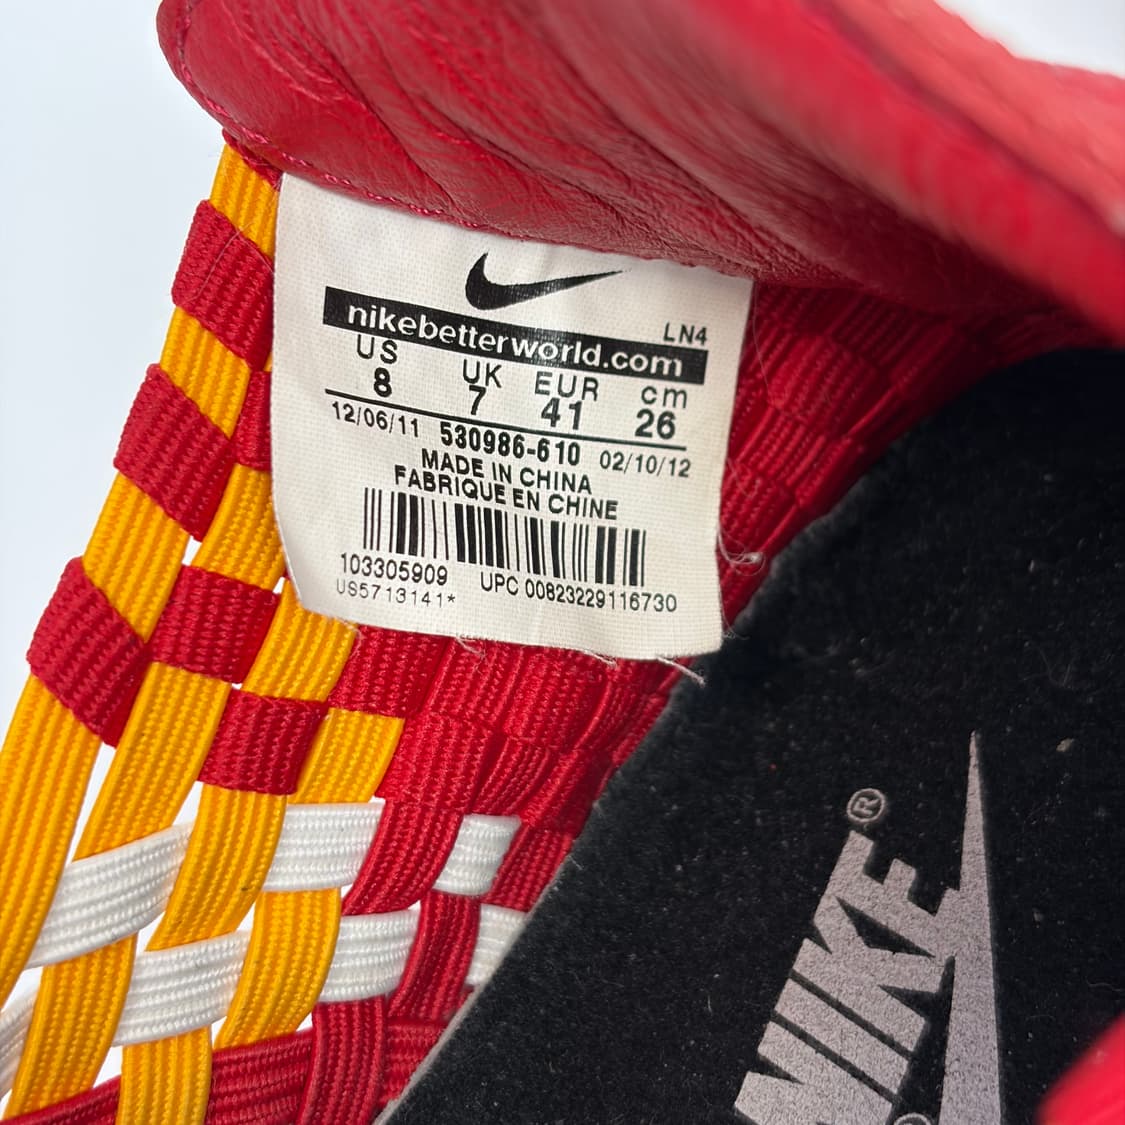 LN4
nikebetterworld.com
US UK EUR cm
8 7 41 26
12/06/11 530986-610 02/10/12
MADE IN CHINA
FABRIQUE EN CHINE
103305909 UPC 00823229116730
US5713141*
NIKE®